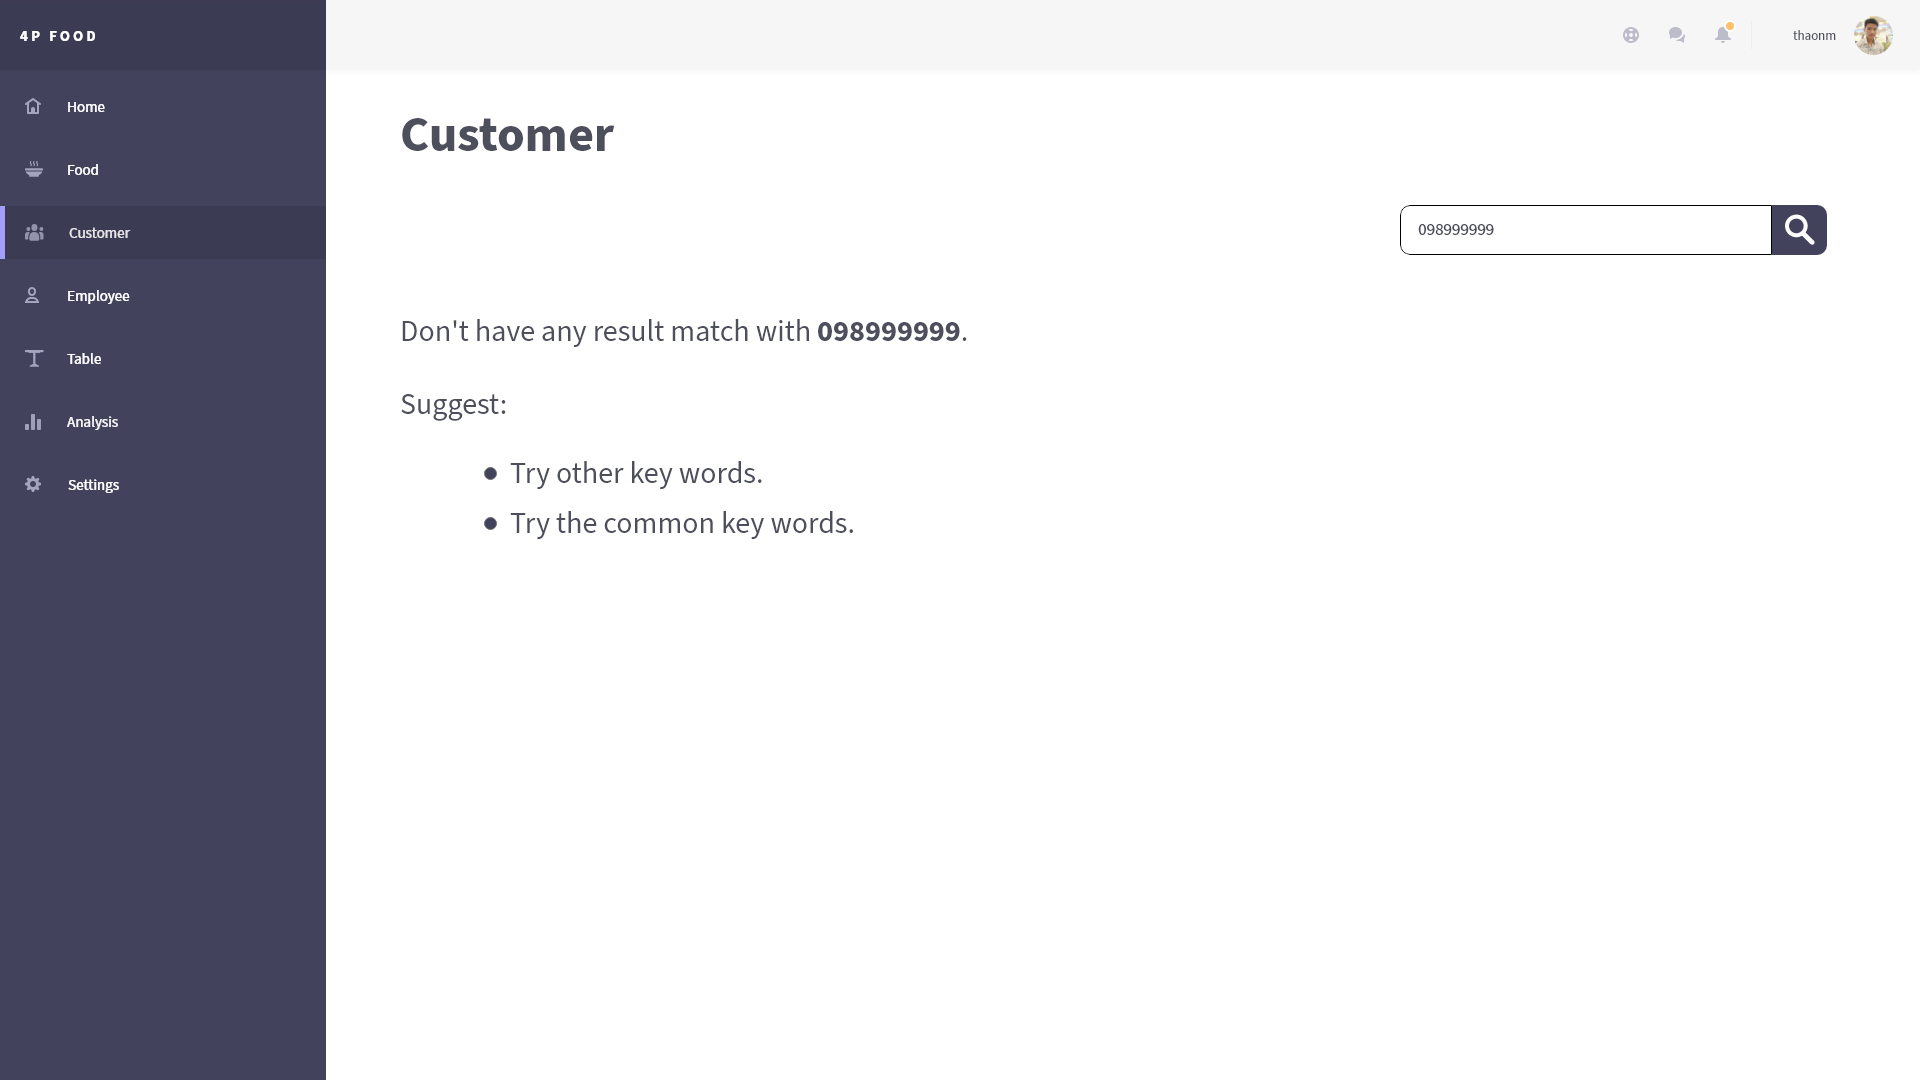 4P FOOD
thaonm
Home
Food
Customer
Employee
Table
Analysis
Settings
Customer
098999999
Don't have any result match with 098999999.
Suggest:
Try other key words.
Try the common key words.